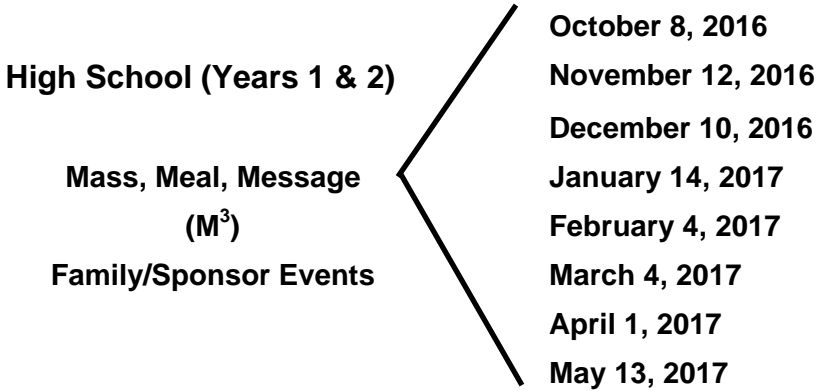 High School (Years 1 & 2)
Mass, Meal, Message
(M³)
Family/Sponsor Events
October 8, 2016
November 12, 2016
December 10, 2016
January 14, 2017
February 4, 2017
March 4, 2017
April 1, 2017
May 13, 2017